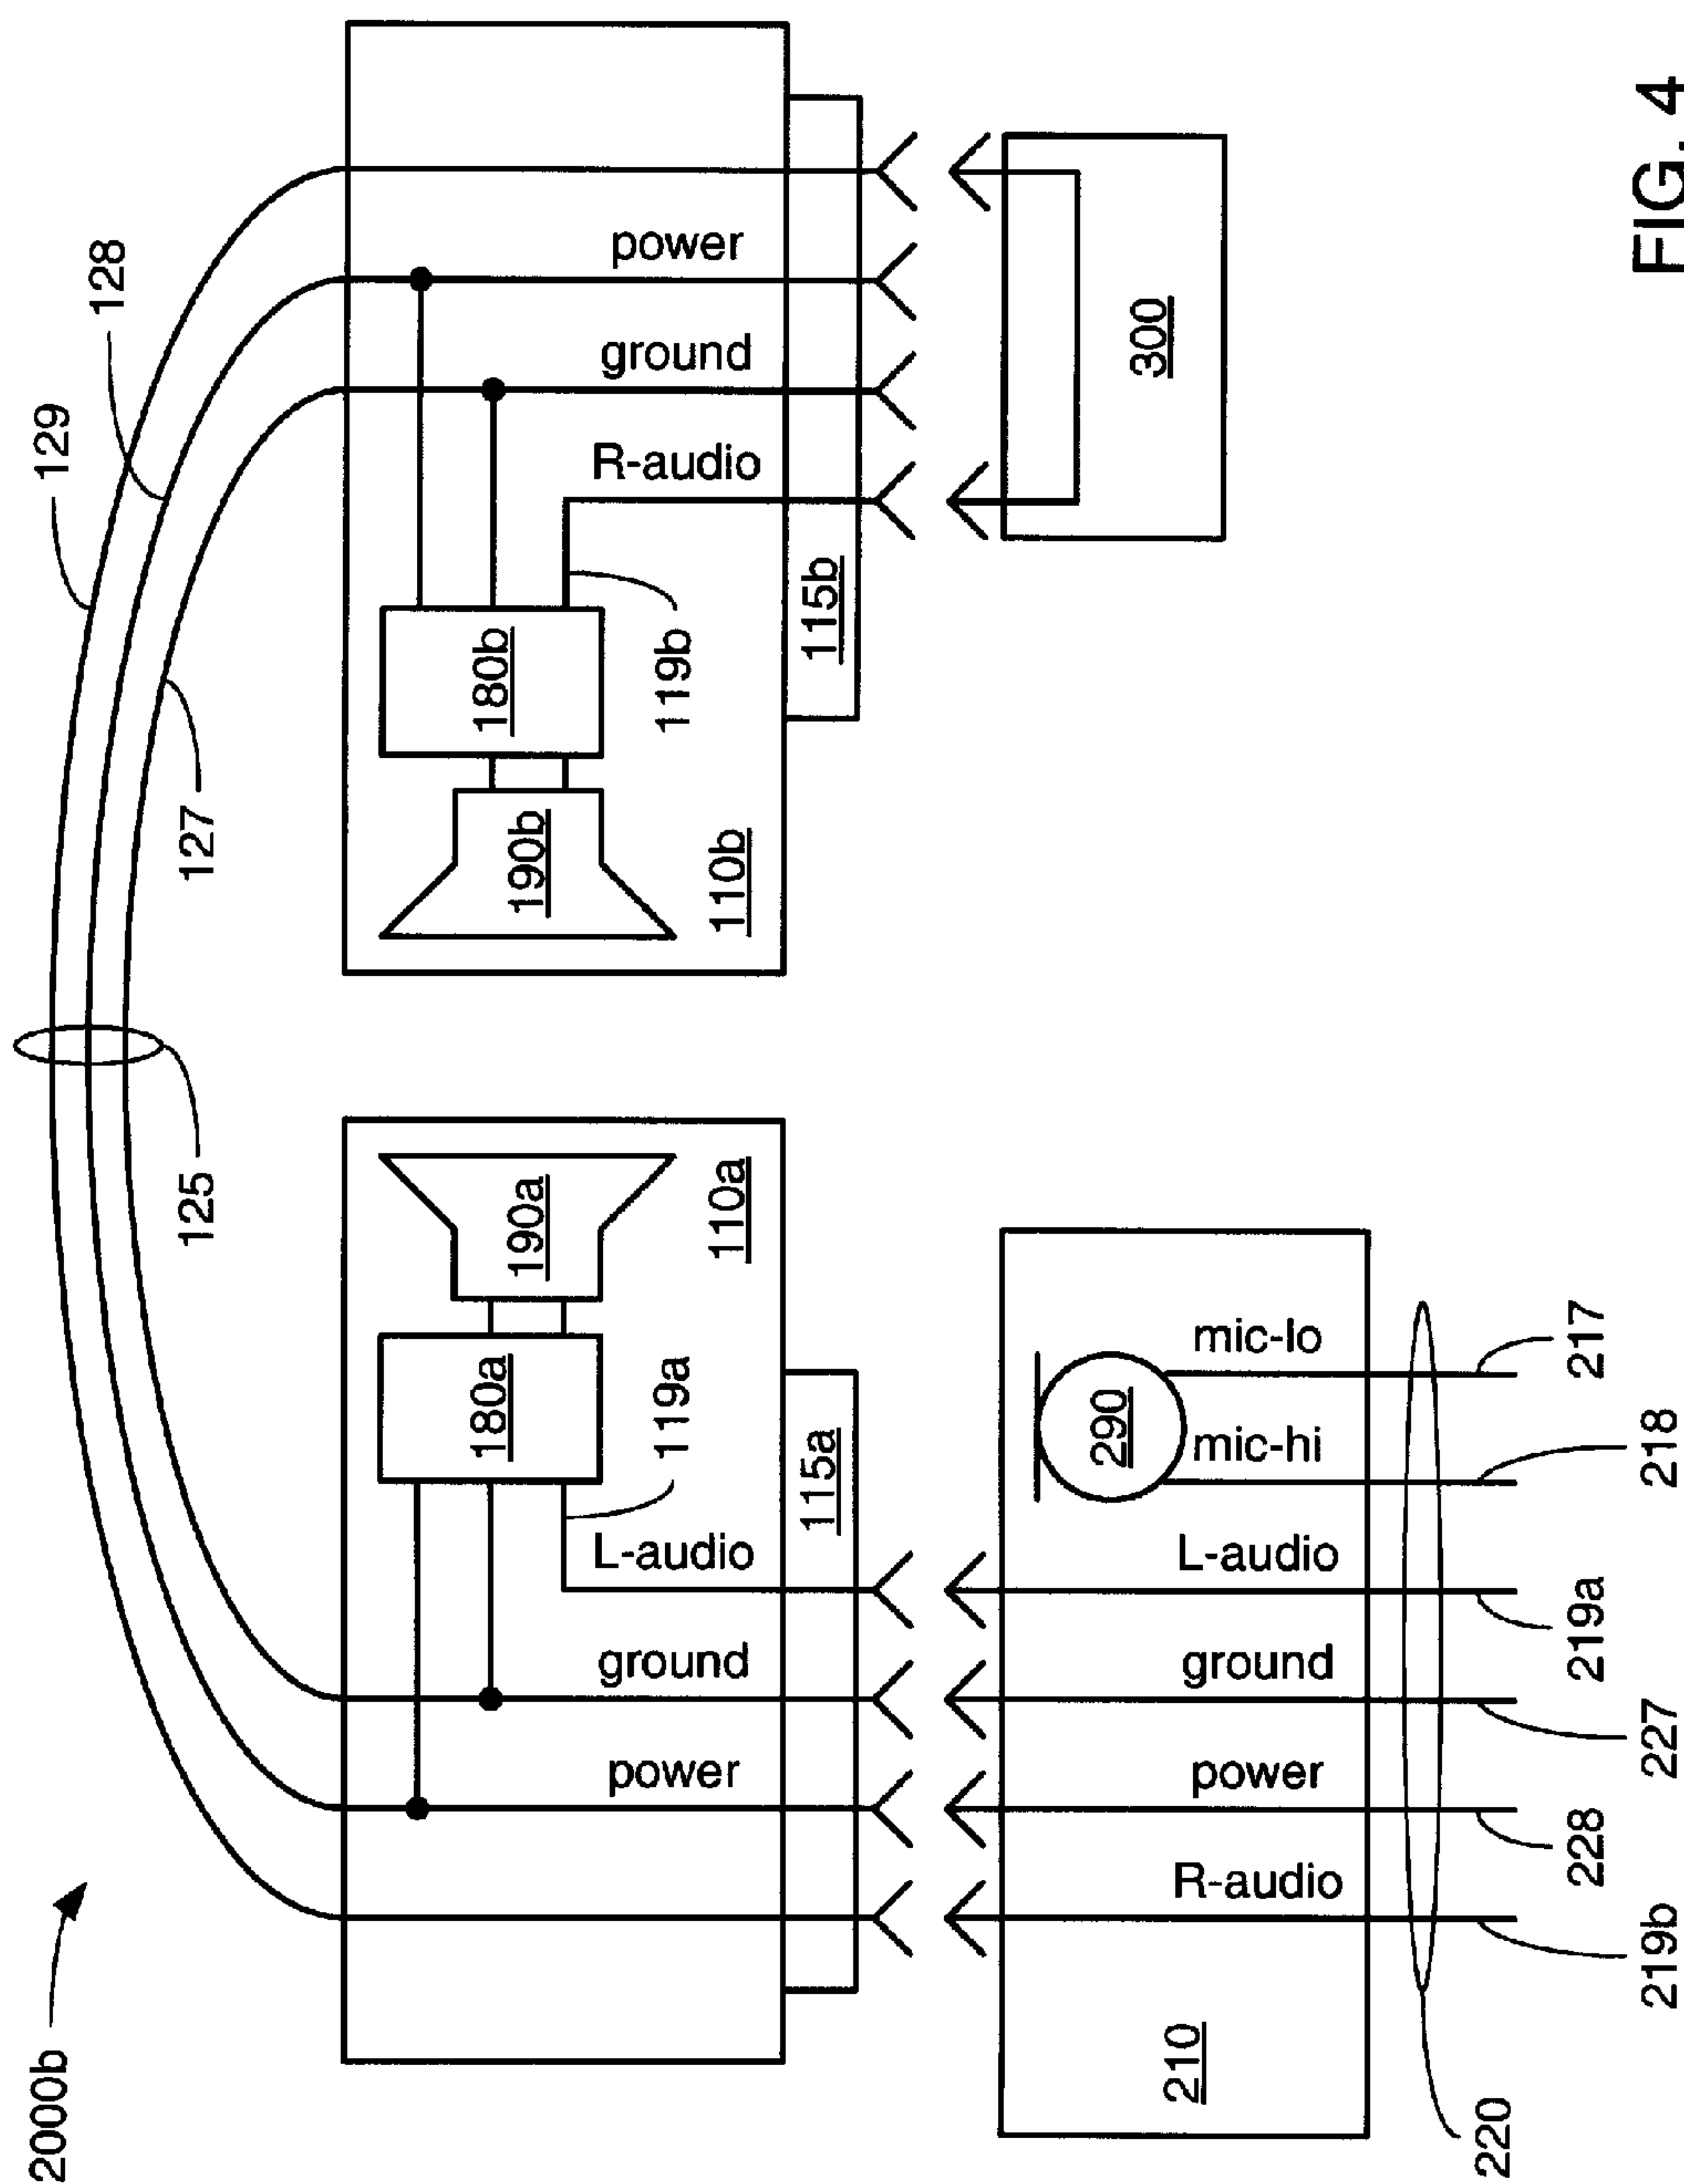 2000b
125
129
128
127
power
ground
R-audio
180b
190b
119b
110b
115b
300
180a
190a
119a
110a
115a
L-audio
ground
power
290
mic-lo
mic-hi
L-audio
ground
power
R-audio
210
220
217
218
219a
227
228
219b
FIG. 4